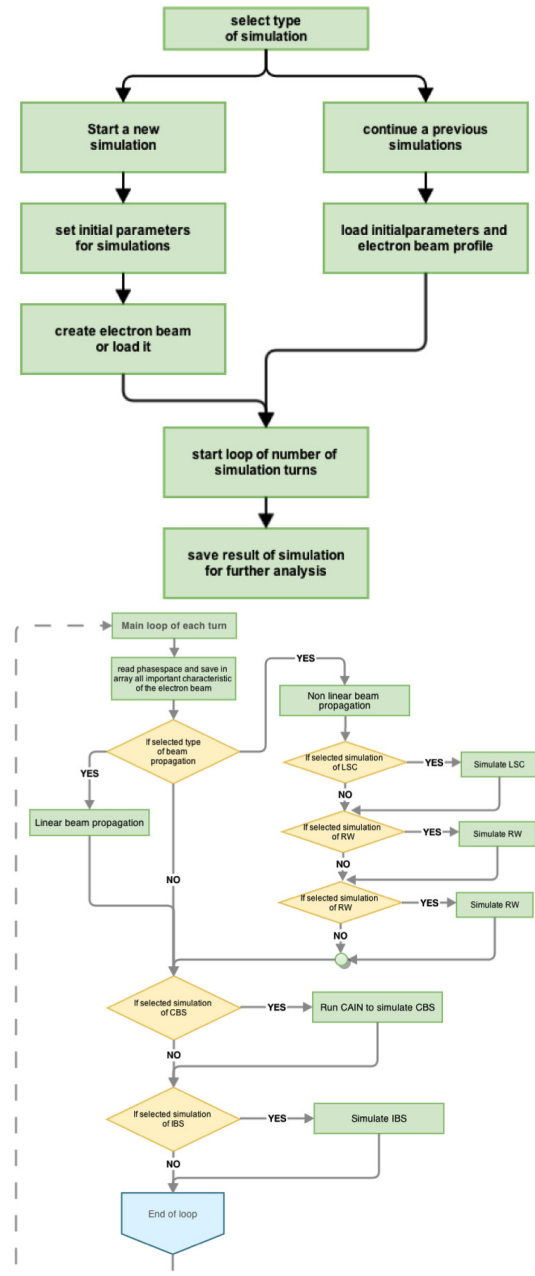 select type
of simulation
Start a new
simulation
continue a previous
simulations
set initial parameters
for simulations
load initialparameters and
electron beam profile
create electron beam
or load it
start loop of number of
simulation turns
save result of simulation
for further analysis
Main loop of each turn
read phasespace and save in
array all important characteristic
of the electron beam
YES
Non linear beam
propagation
If selected type
of beam
propagation
YES
If selected simulation
of LSC
YES
Simulate LSC
NO
Linear beam propagation
If selected simulation
of RW
YES
Simulate RW
NO
NO
If selected simulation
of RW
YES
Simulate RW
NO
If selected simulation
of CBS
YES
Run CAIN to simulate CBS
NO
If selected simulation
of IBS
YES
Simulate IBS
NO
End of loop